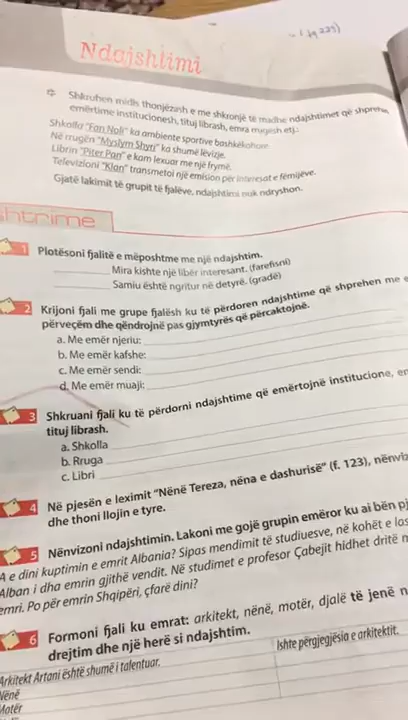 Ndajshtimi
Shkruhen midis thonjëzash e me shkronjë të madhe ndajshtimet që shprehin
emërtime institucionesh, tituj librash, emra rrugësh etj.:
Shkolla "Fan Noli" ka ambiente sportive bashkëkohore.
Në rrugën "Myslym Shyri" ka shumë lëvizje.
Librin "Piter Pan" e kam lexuar me një frymë.
Televizioni "Klan" transmetoi një emision për interesat e fëmijëve.
Gjatë lakimit të grupit të fjalëve, ndajshtimi nuk ndryshon.
htrime
1 Plotësoni fjalitë e mëposhtme me një ndajshtim.
Mira kishte një libër interesant. (farefisni)
Samiu është ngritur në detyrë. (gradë)
2 Krijoni fjali me grupe fjalësh ku të përdoren ndajshtime që shprehen me e
përveçëm dhe qëndrojnë pas gjymtyrës që përcaktojnë.
a. Me emër njeriu:
b. Me emër kafshe:
c. Me emër sendi:
d. Me emër muaji:
3 Shkruani fjali ku të përdorni ndajshtime që emërtojnë institucione, em
tituj librash.
a. Shkolla
b. Rruga
c. Libri
4 Në pjesën e leximit "Nënë Tereza, nëna e dashurisë" (f. 123), nënviz
dhe thoni llojin e tyre.
5 Nënvizoni ndajshtimin. Lakoni me gojë grupin emëror ku ai bën pj
A e dini kuptimin e emrit Albania? Sipas mendimit të studiuesve, në kohët e las
Alban i dha emrin gjithë vendit. Në studimet e profesor Çabejit hidhet dritë n
emri. Po për emrin Shqipëri, çfarë dini?
6 Formoni fjali ku emrat: arkitekt, nënë, motër, djalë të jenë n
drejtim dhe një herë si ndajshtim.
Arkitekt Artani është shumë i talentuar.
Ishte përgjegjësia e arkitektit.
Nënë
Motër